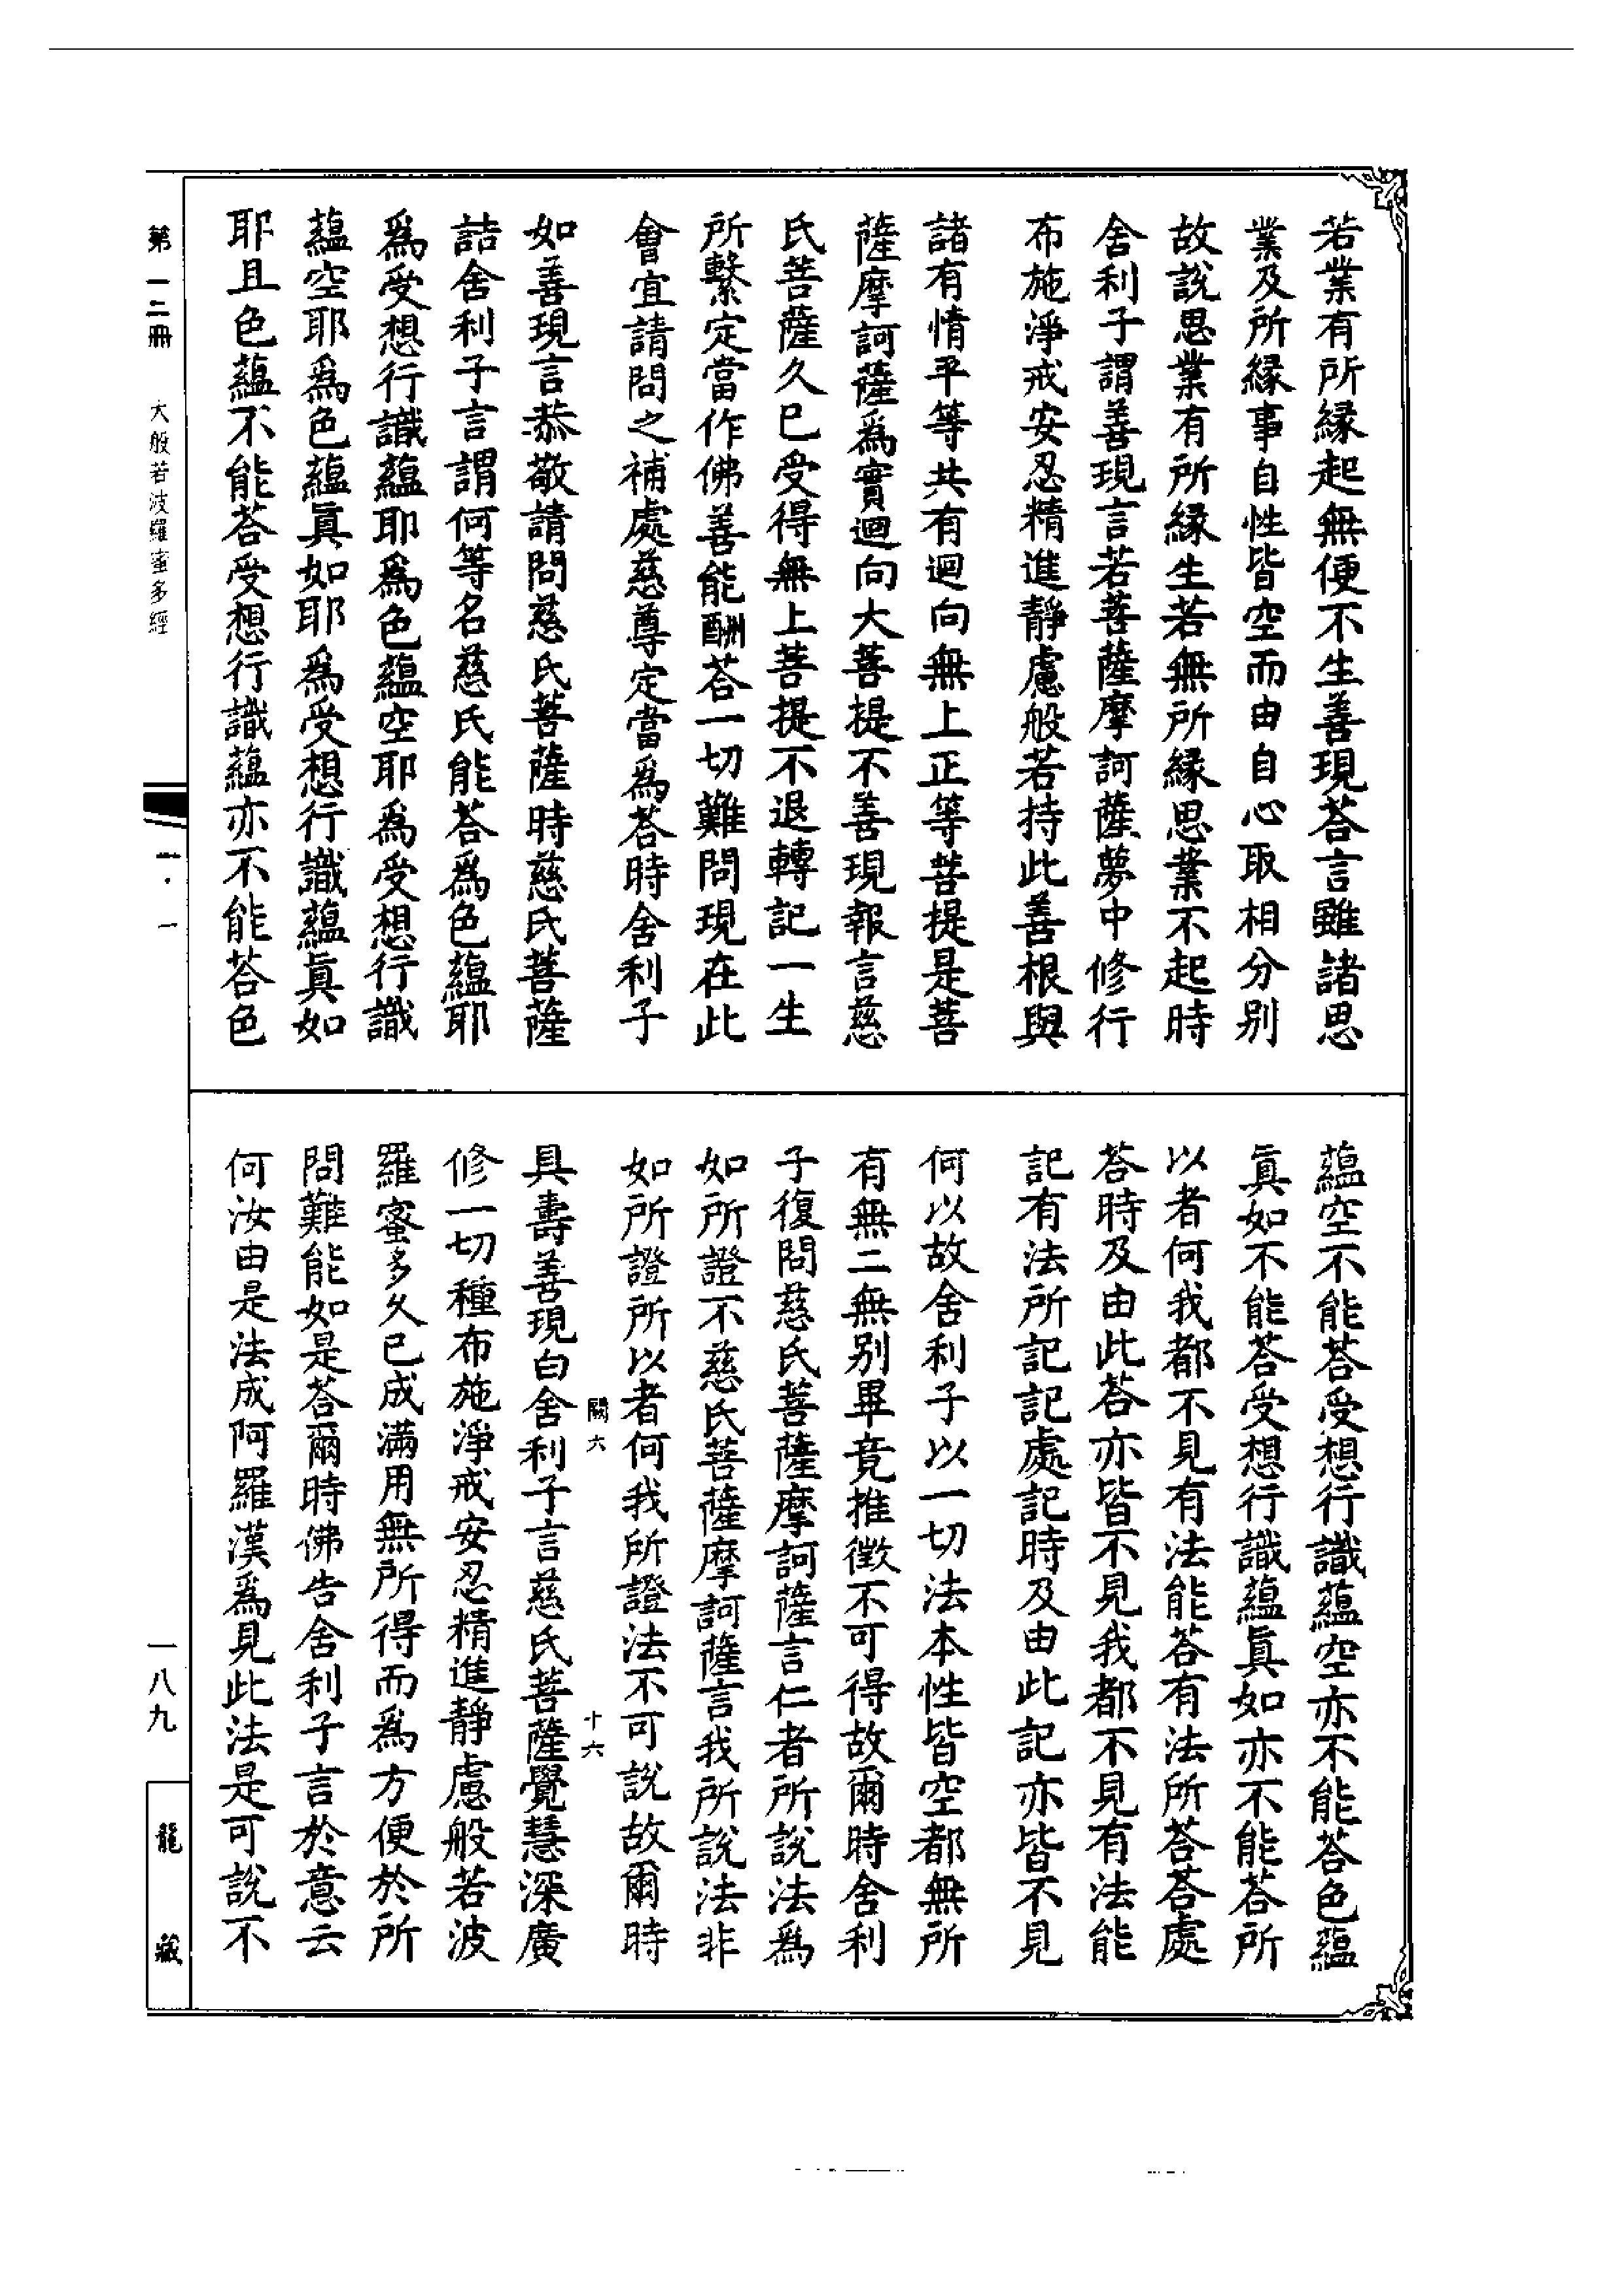 若業有所緣起無便不生善現荅言雖諸思
業及所緣事自性皆空而由自心取相分別
故說思業有所緣生若無所緣思業不起時
舍利子謂善現言若菩薩摩訶薩夢中修行
布施淨戒安忍精進靜慮般若持此善根與
諸有情平等共有迴向無上正等菩提是菩
薩摩訶薩爲實迴向大菩提不善現報言慈
氏菩薩久已受得無上菩提不退轉記一生
所繫定當作佛善能酬荅一切難問現在此
會宜請問之補處慈尊定當爲荅時舍利子
如善現言恭敬請問慈氏菩薩時慈氏菩薩
詰舍利子言謂何等名慈氏能荅爲色蘊耶
爲受想行識蘊耶爲色蘊空耶爲受想行識
蘊空耶爲色蘊眞如耶爲受想行識蘊眞如
耶且色蘊不能荅受想行識蘊亦不能荅色
蘊空不能荅受想行識蘊空亦不能荅色蘊
眞如不能荅受想行識蘊眞如亦不能荅所
以者何我都不見有法能荅有法所荅荅處
荅時及由此荅亦皆不見我都不見有法能
記有法所記記處記時及由此記亦皆不見
何以故舍利子以一切法本性皆空都無所
有無二無別畢竟推徵不可得故爾時舍利
子復問慈氏菩薩摩訶薩言仁者所說法爲
如所證不慈氏菩薩摩訶薩言我所說法非
如所證所以者何我所證法不可說故爾時
闕六 十六
具壽善現白舍利子言慈氏菩薩覺慧深廣
修一切種布施淨戒安忍精進靜慮般若波
羅蜜多久已成滿用無所得而爲方便於所
問難能如是荅爾時佛告舍利子言於意云
何汝由是法成阿羅漢爲見此法是可說不
第一二冊 大般若波羅蜜多經
一八九
龍藏